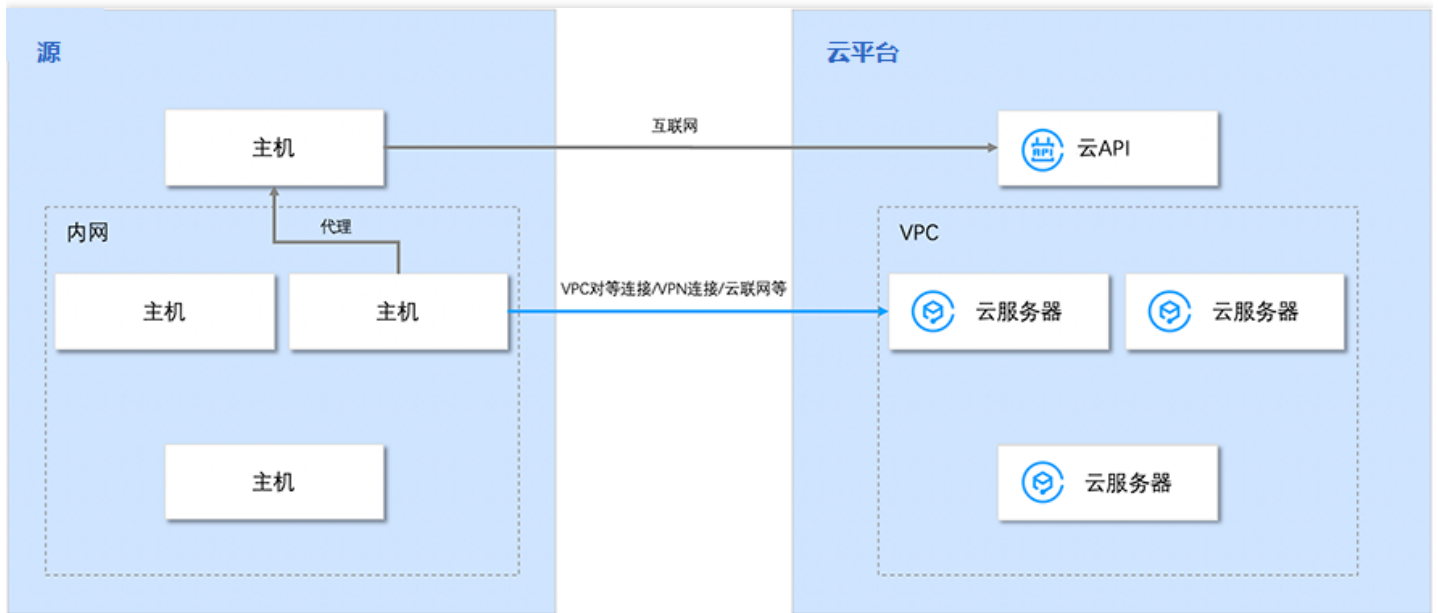 源
云平台
主机
互联网
API
云API
内网
代理
VPC
主机
主机
VPC对等连接/VPN连接/云联网等
云服务器
云服务器
主机
云服务器